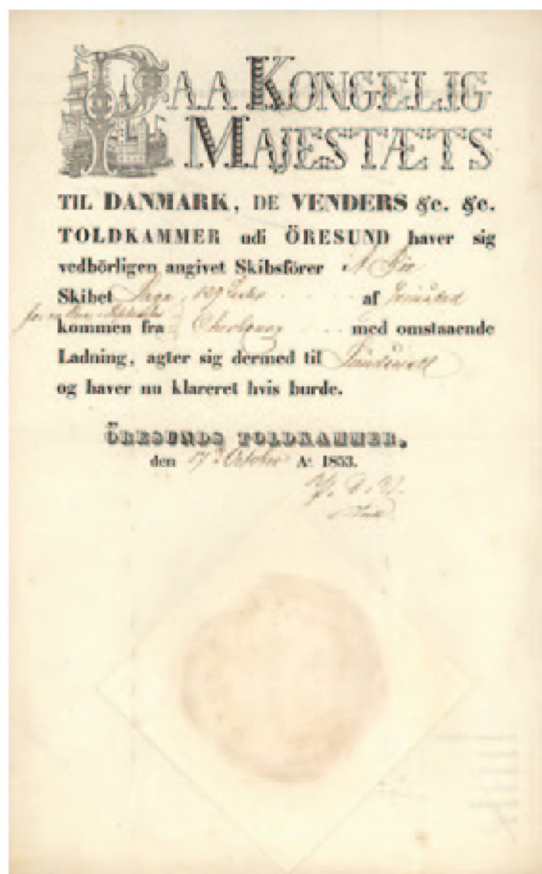 PAA KONGELIG
MAJESTÆTS
TIL DANMARK, DE VENDERS &c. &c.
TOLDKAMMER udi ÖRESUND haver sig
vedbörligen angivet Skibsförer
Skibet af
kommen fra med omstaaende
Ladning, agter sig dermed til
og haver nu klareret hvis burde.
ÖRESUNDS TOLDKAMMER,
den 17 October A: 1853.